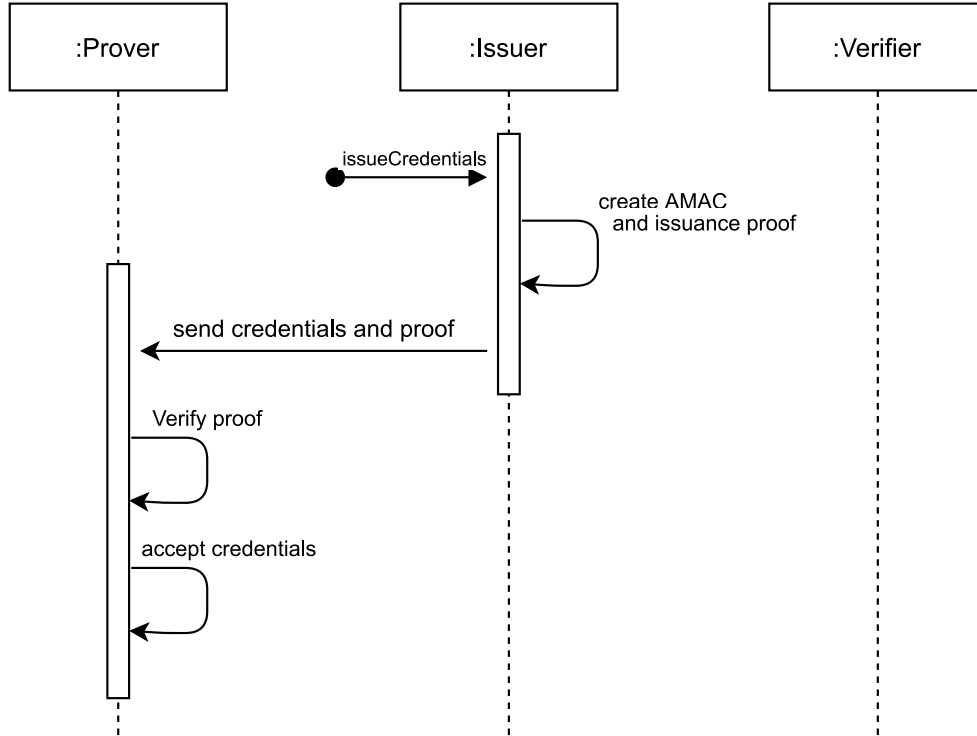 :Prover
:Issuer
:Verifier
issueCredentials
create AMAC
and issuance proof
send credentials and proof
Verify proof
accept credentials